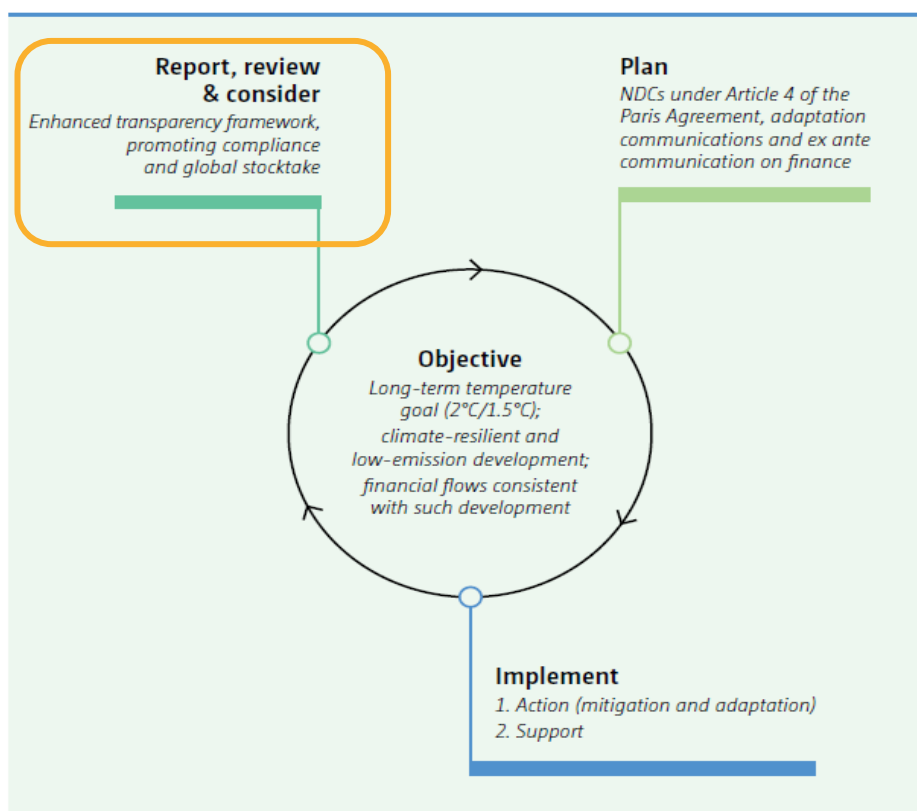 Report, review
& consider
Enhanced transparency framework,
promoting compliance
and global stocktake
Plan
NDCs under Article 4 of the
Paris Agreement, adaptation
communications and ex ante
communication on finance
Objective
Long-term temperature
goal (2°C/1.5°C);
climate-resilient and
low-emission development;
financial flows consistent
with such development
Implement
1. Action (mitigation and adaptation)
2. Support